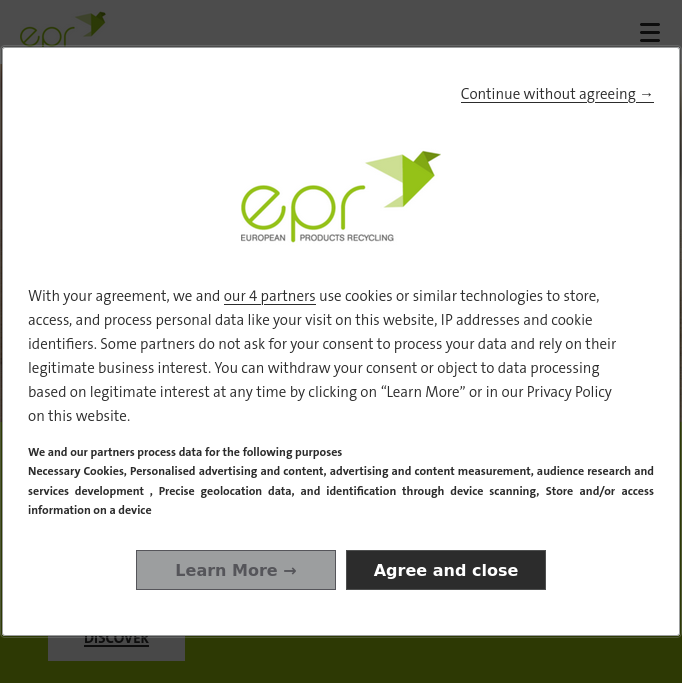 epr
Continue without agreeing →
epr
EUROPEAN PRODUCTS RECYCLING
With your agreement, we and our 4 partners use cookies or similar technologies to store,
access, and process personal data like your visit on this website, IP addresses and cookie
identifiers. Some partners do not ask for your consent to process your data and rely on their
legitimate business interest. You can withdraw your consent or object to data processing
based on legitimate interest at any time by clicking on “Learn More” or in our Privacy Policy
on this website.
We and our partners process data for the following purposes
Necessary Cookies, Personalised advertising and content, advertising and content measurement, audience research and
services development , Precise geolocation data, and identification through device scanning, Store and/or access
information on a device
Learn More → Agree and close
DISCOVER